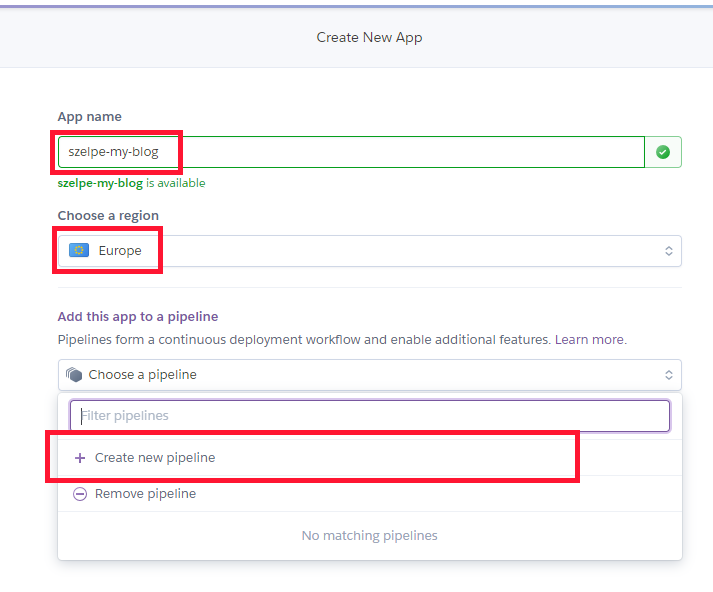 Create New App
App name
szelpe-my-blog
szelpe-my-blog is available
Choose a region
Europe
Add this app to a pipeline
Pipelines form a continuous deployment workflow and enable additional features. Learn more.
Choose a pipeline
Filter pipelines
Create new pipeline
Remove pipeline
No matching pipelines